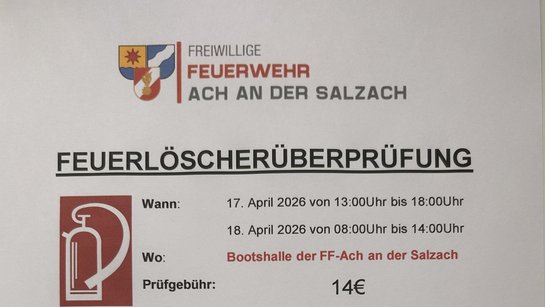 FREIWILLIGE
FEUERWEHR
ACH AN DER SALZACH
FEUERLÖSCHERÜBERPRÜFUNG
Wann: 17. April 2026 von 13:00Uhr bis 18:00Uhr
18. April 2026 von 08:00Uhr bis 14:00Uhr
Wo: Bootshalle der FF-Ach an der Salzach
Prüfgebühr: 14€